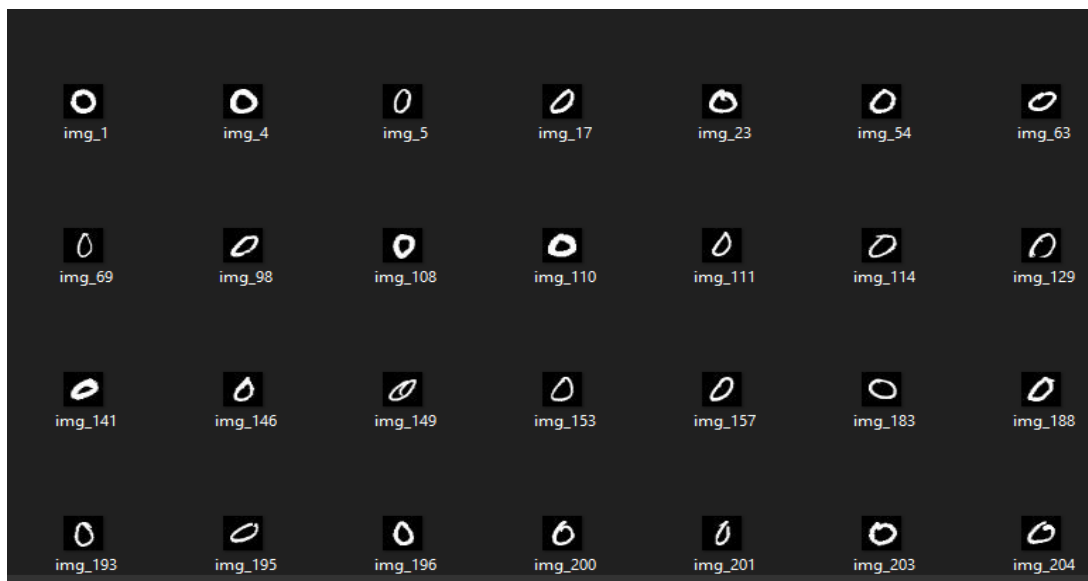 0 0 0 0 0 0 0
img_1 img_4 img_5 img_17 img_23 img_54 img_63
0 0 0 0 0 0 0
img_69 img_98 img_108 img_110 img_111 img_114 img_129
0 0 0 0 0 0 0
img_141 img_146 img_149 img_153 img_157 img_183 img_188
0 0 0 0 0 0 0
img_193 img_195 img_196 img_200 img_201 img_203 img_204